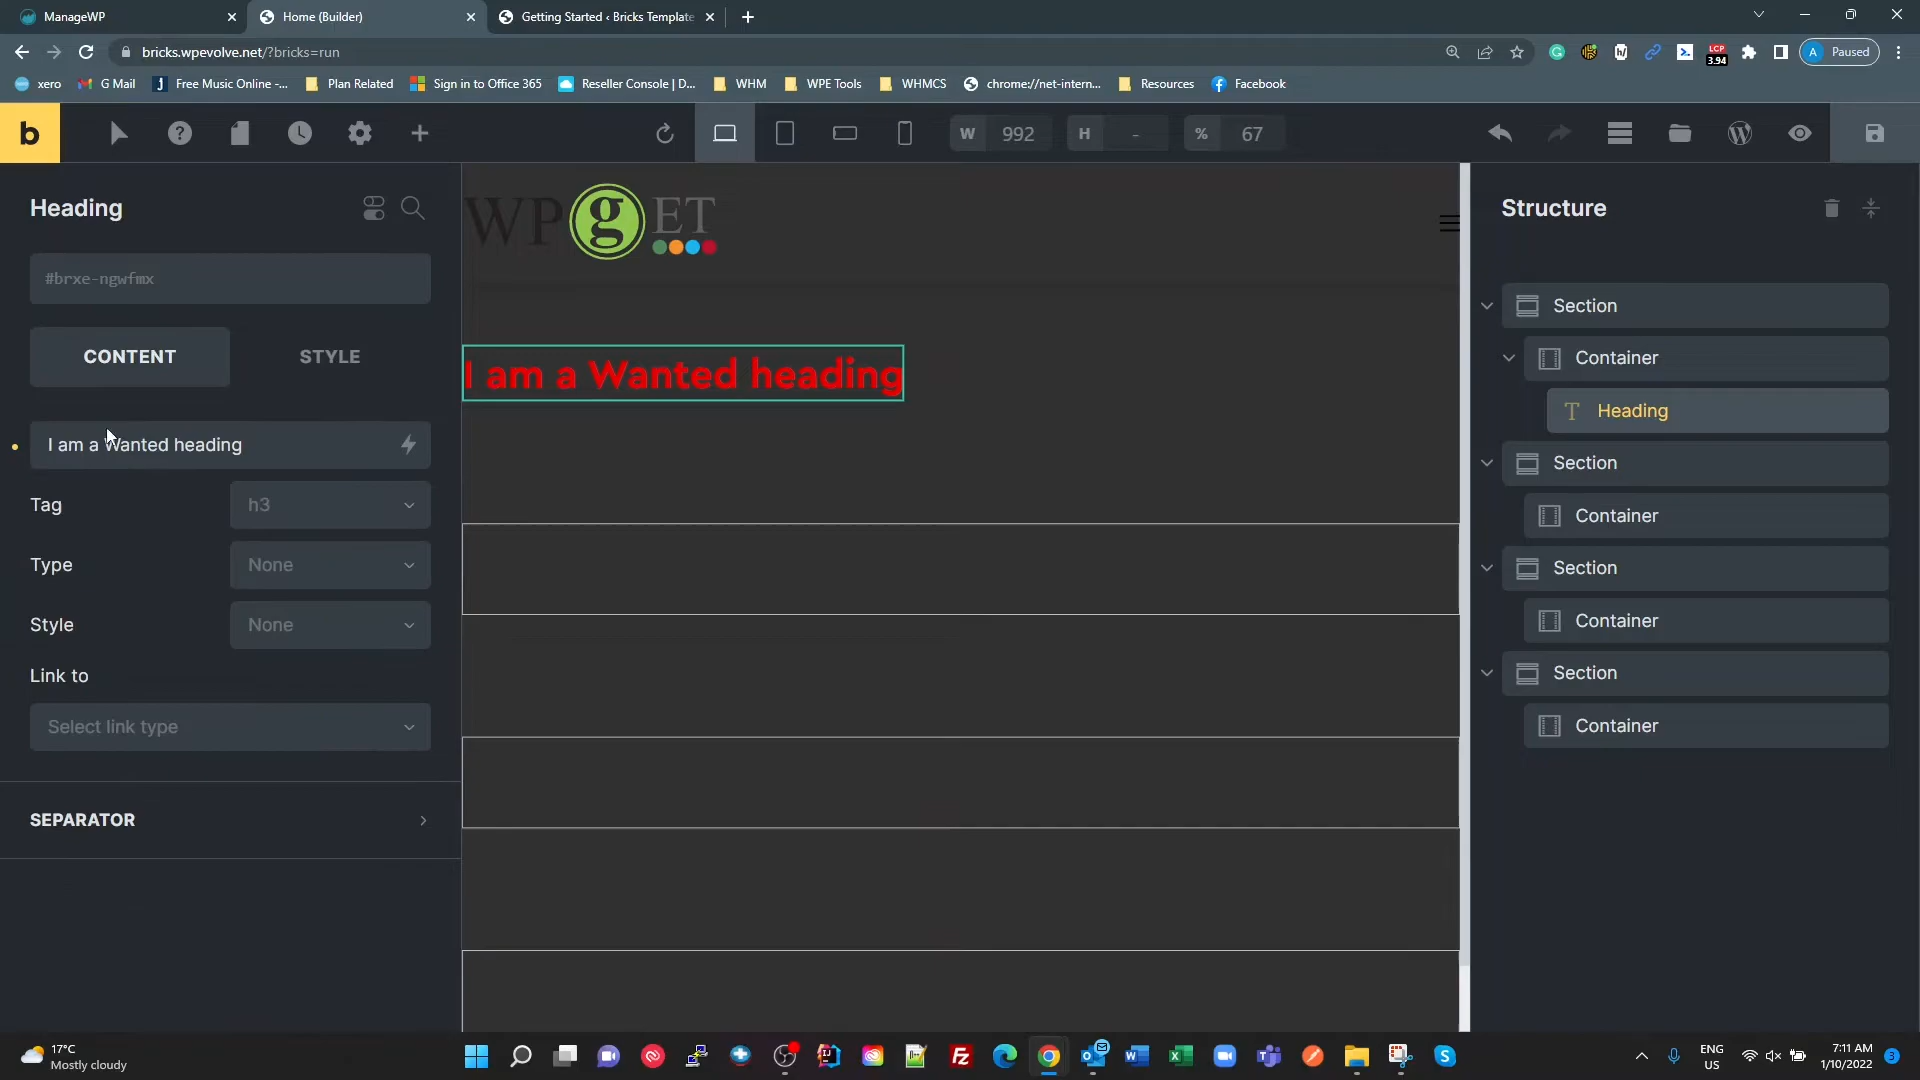 ManageWP
Home (Builder)
Getting Started ‹ Bricks Template
bricks.wpevolve.net/?bricks=run
LCP
3.94
A Paused
xero
G Mail
Free Music Online -...
Plan Related
Sign in to Office 365
Reseller Console | D...
WHM
WPE Tools
WHMCS
chrome://net-intern...
Resources
Facebook
b
W 992
H -
% 67
Heading
#brxe-ngwfmx
CONTENT
STYLE
I am a Wanted heading
Tag
h3
Type
None
Style
None
Link to
Select link type
SEPARATOR
WP g ET
I am a Wanted heading
Structure
Section
Container
Heading
Section
Container
Section
Container
Section
Container
17°C
Mostly cloudy
ENG
US
7:11 AM
1/10/2022
3